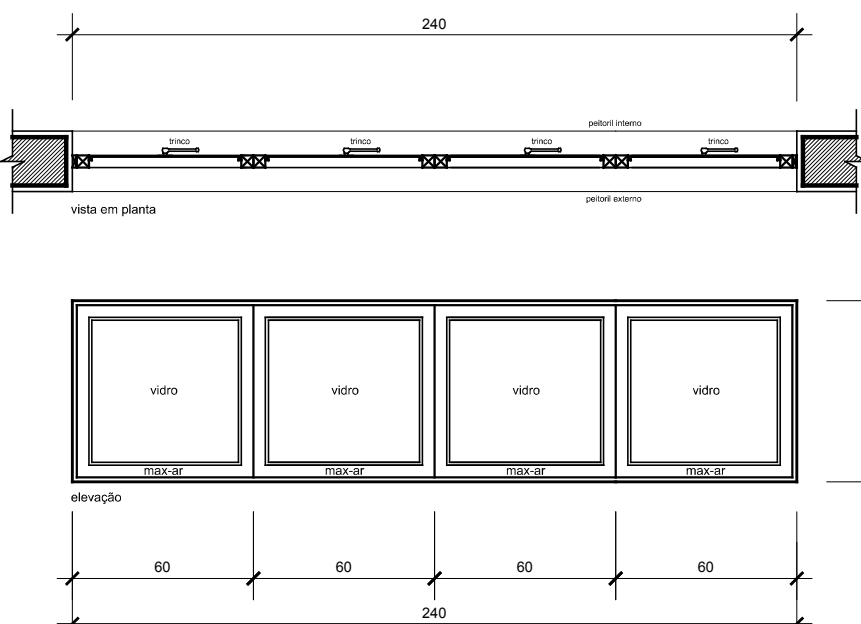 240
peitoril interno
trinco trinco trinco trinco
peitoril externo
vista em planta
vidro vidro vidro vidro
max-ar max-ar max-ar max-ar
elevação
60 60 60 60
240